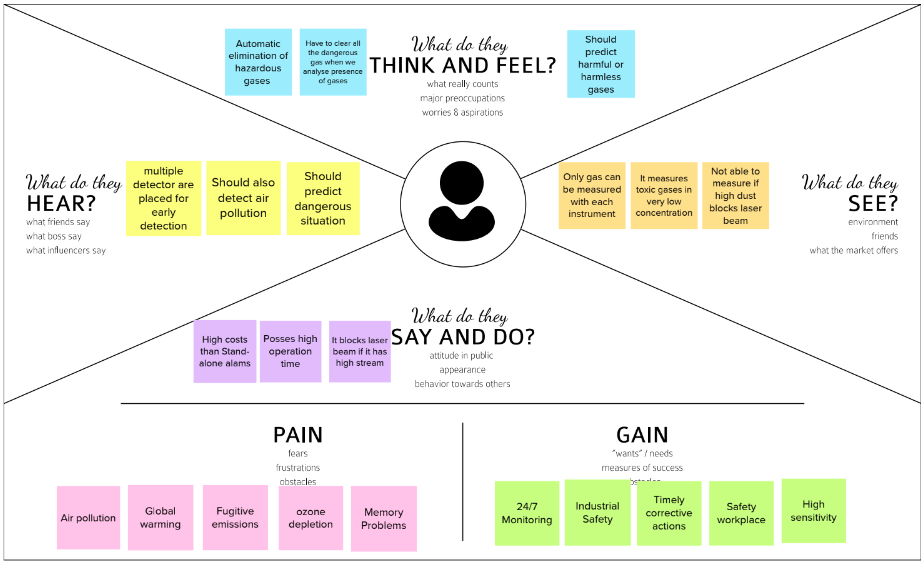 What do they
THINK AND FEEL?
what really counts
major preoccupations
worries & aspirations
Automatic
elimination of
hazardous
gases
Have to clear all
the dangerous
gas when we
analyse presence
of gases
Should
predict
harmful or
harmless
gases
What do they
HEAR?
what friends say
what boss say
what influencers say
multiple
detector are
placed for
early
detection
Should also
detect air
pollution
Should
predict
dangerous
situation
Only gas can
be measured
with each
instrument
It measures
toxic gases in
very low
concentration
Not able to
measure if
high dust
blocks laser
beam
What do they
SEE?
environment
friends
what the market offers
What do they
SAY AND DO?
attitude in public
appearance
behavior towards others
High costs
than Stand-
alone alams
Posses high
operation
time
It blocks laser
beam if it has
high stream
PAIN
fears
frustrations
obstacles
Air pollution
Global
warming
Fugitive
emissions
ozone
depletion
Memory
Problems
GAIN
"wants" / needs
measures of success
obstacles
24/7
Monitoring
Industrial
Safety
Timely
corrective
actions
Safety
workplace
High
sensitivity